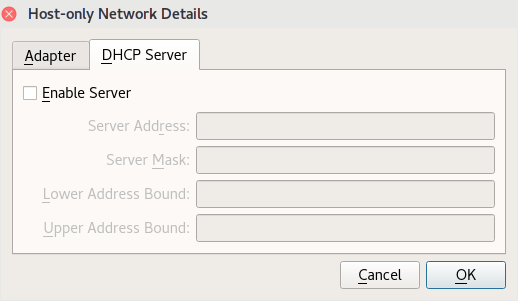 Host-only Network Details
Adapter DHCP Server
Enable Server
Server Address:
Server Mask:
Lower Address Bound:
Upper Address Bound:
Cancel OK